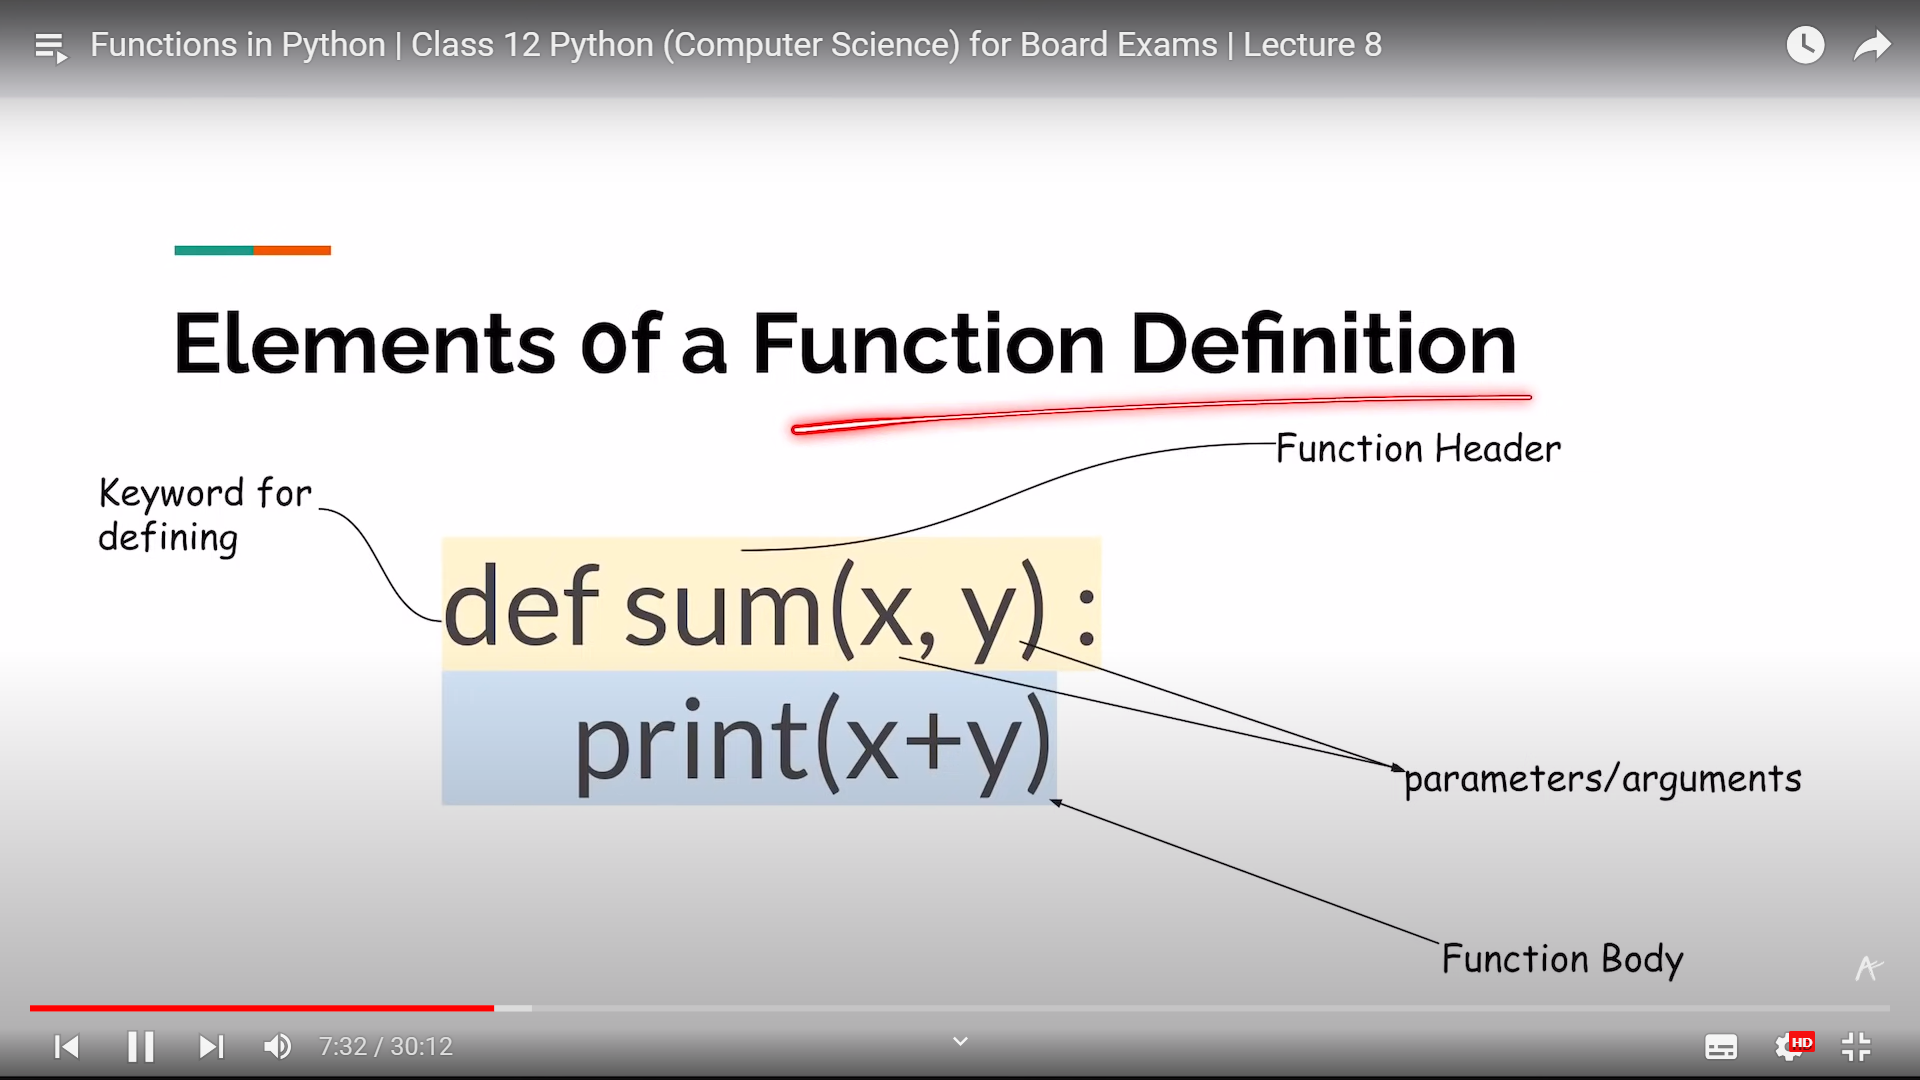 Functions in Python | Class 12 Python (Computer Science) for Board Exams | Lecture 8
Elements 0f a Function Definition
Function Header
Keyword for
defining
def sum(x, y) :
print(x+y)
parameters/arguments
Function Body
7:32 / 30:12
HD